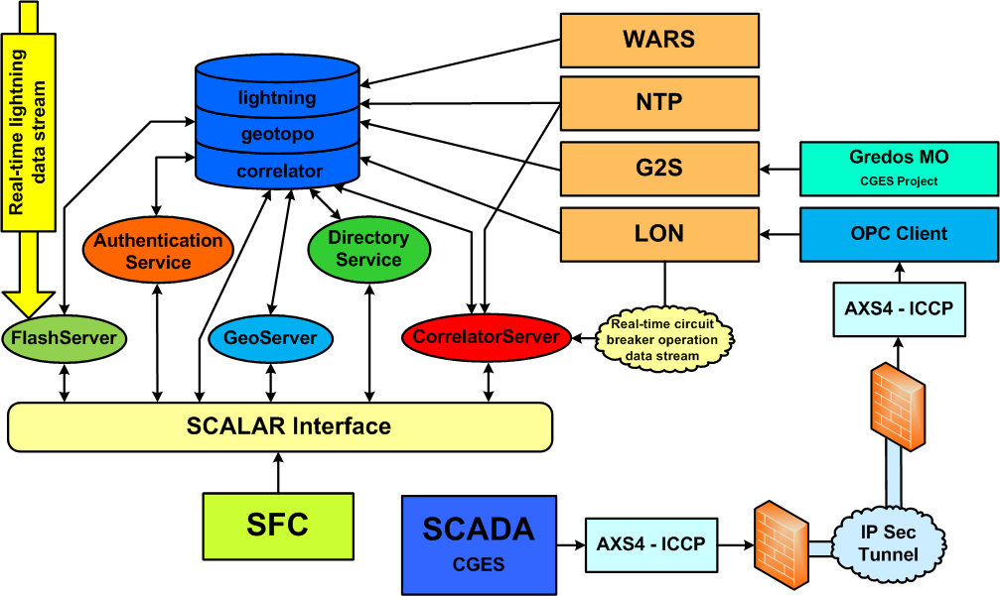 Real-time lightning
data stream
lightning
geotopo
correlator
WARS
NTP
G2S
LON
Gredos MO
CGES Project
OPC Client
AXS4 - ICCP
Authentication
Service
Directory
Service
FlashServer
GeoServer
CorrelatorServer
Real-time circuit
breaker operation
data stream
SCALAR Interface
SFC
SCADA
CGES
AXS4 - ICCP
IP Sec
Tunnel